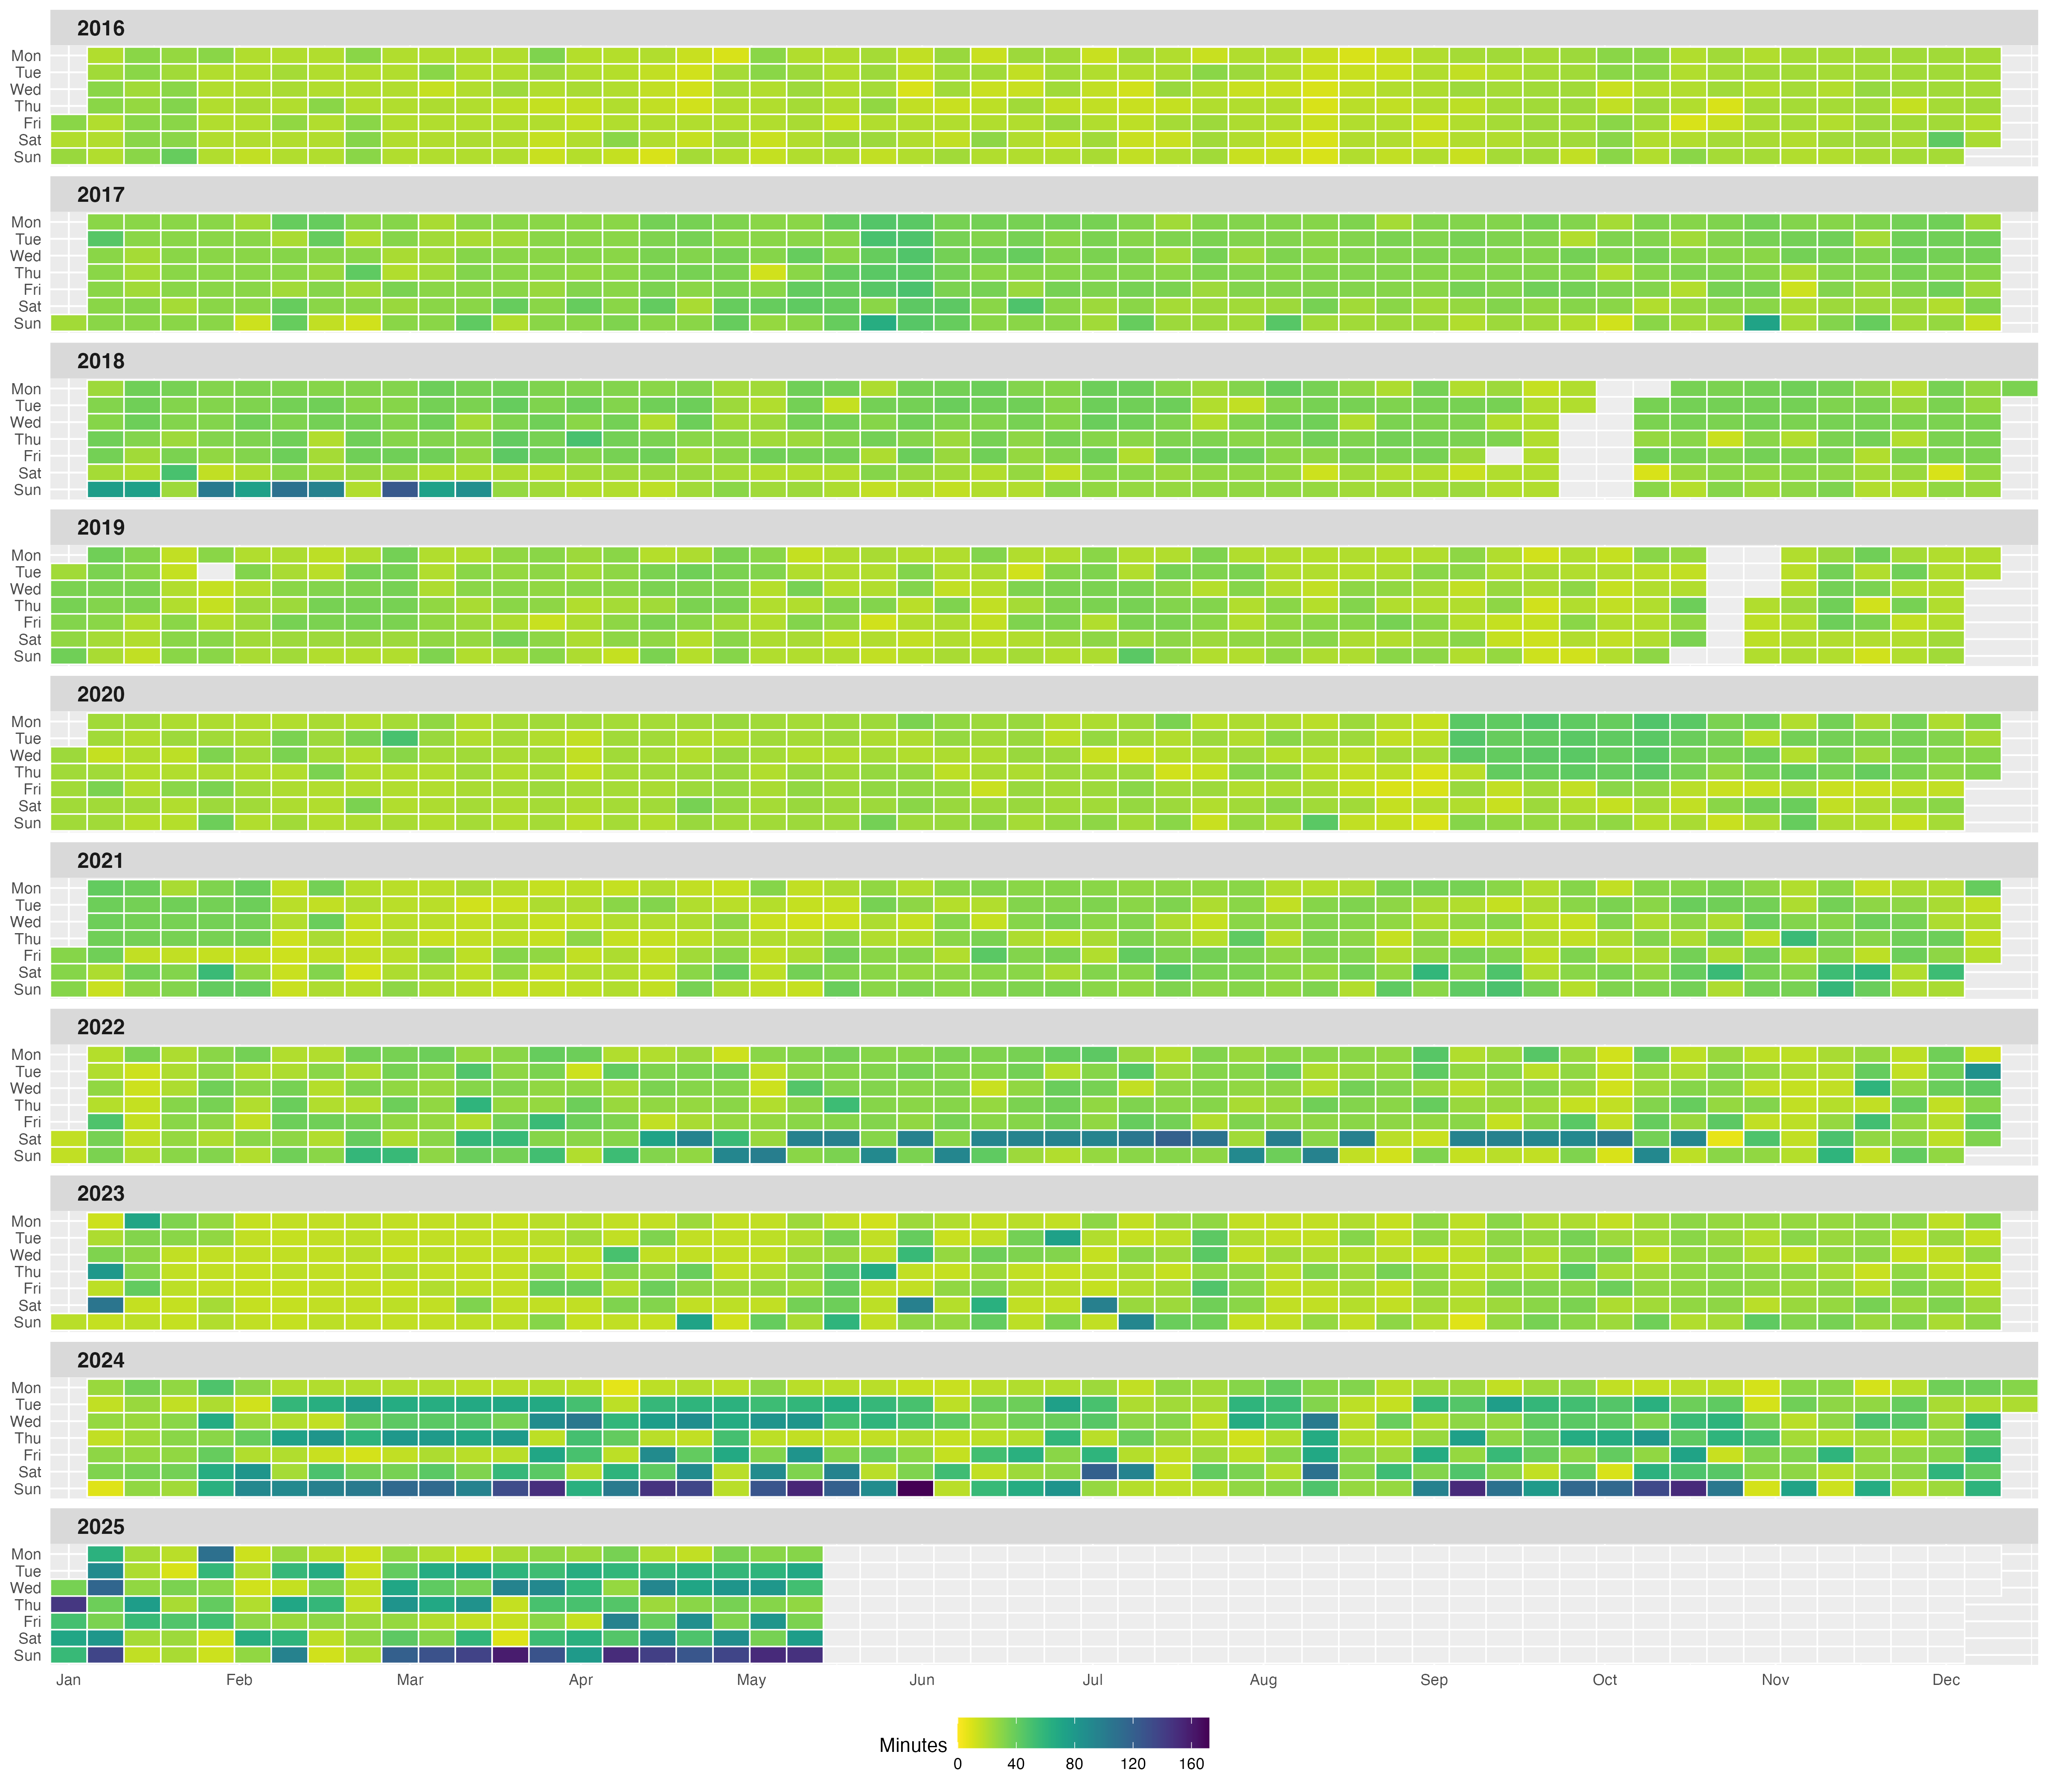 2016
Mon
Tue
Wed
Thu
Fri
Sat
Sun
2017
Mon
Tue
Wed
Thu
Fri
Sat
Sun
2018
Mon
Tue
Wed
Thu
Fri
Sat
Sun
2019
Mon
Tue
Wed
Thu
Fri
Sat
Sun
2020
Mon
Tue
Wed
Thu
Fri
Sat
Sun
2021
Mon
Tue
Wed
Thu
Fri
Sat
Sun
2022
Mon
Tue
Wed
Thu
Fri
Sat
Sun
2023
Mon
Tue
Wed
Thu
Fri
Sat
Sun
2024
Mon
Tue
Wed
Thu
Fri
Sat
Sun
2025
Mon
Tue
Wed
Thu
Fri
Sat
Sun
Jan Feb Mar Apr May Jun Jul Aug Sep Oct Nov Dec
Minutes
0 40 80 120 160